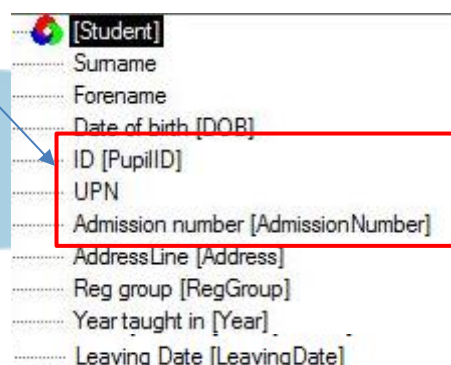 [Student]
Surname
Forename
Date of birth [DOB]
ID [PupilID]
UPN
Admission number [AdmissionNumber]
AddressLine [Address]
Reg group [RegGroup]
Year taught in [Year]
Leaving Date [LeavingDate]